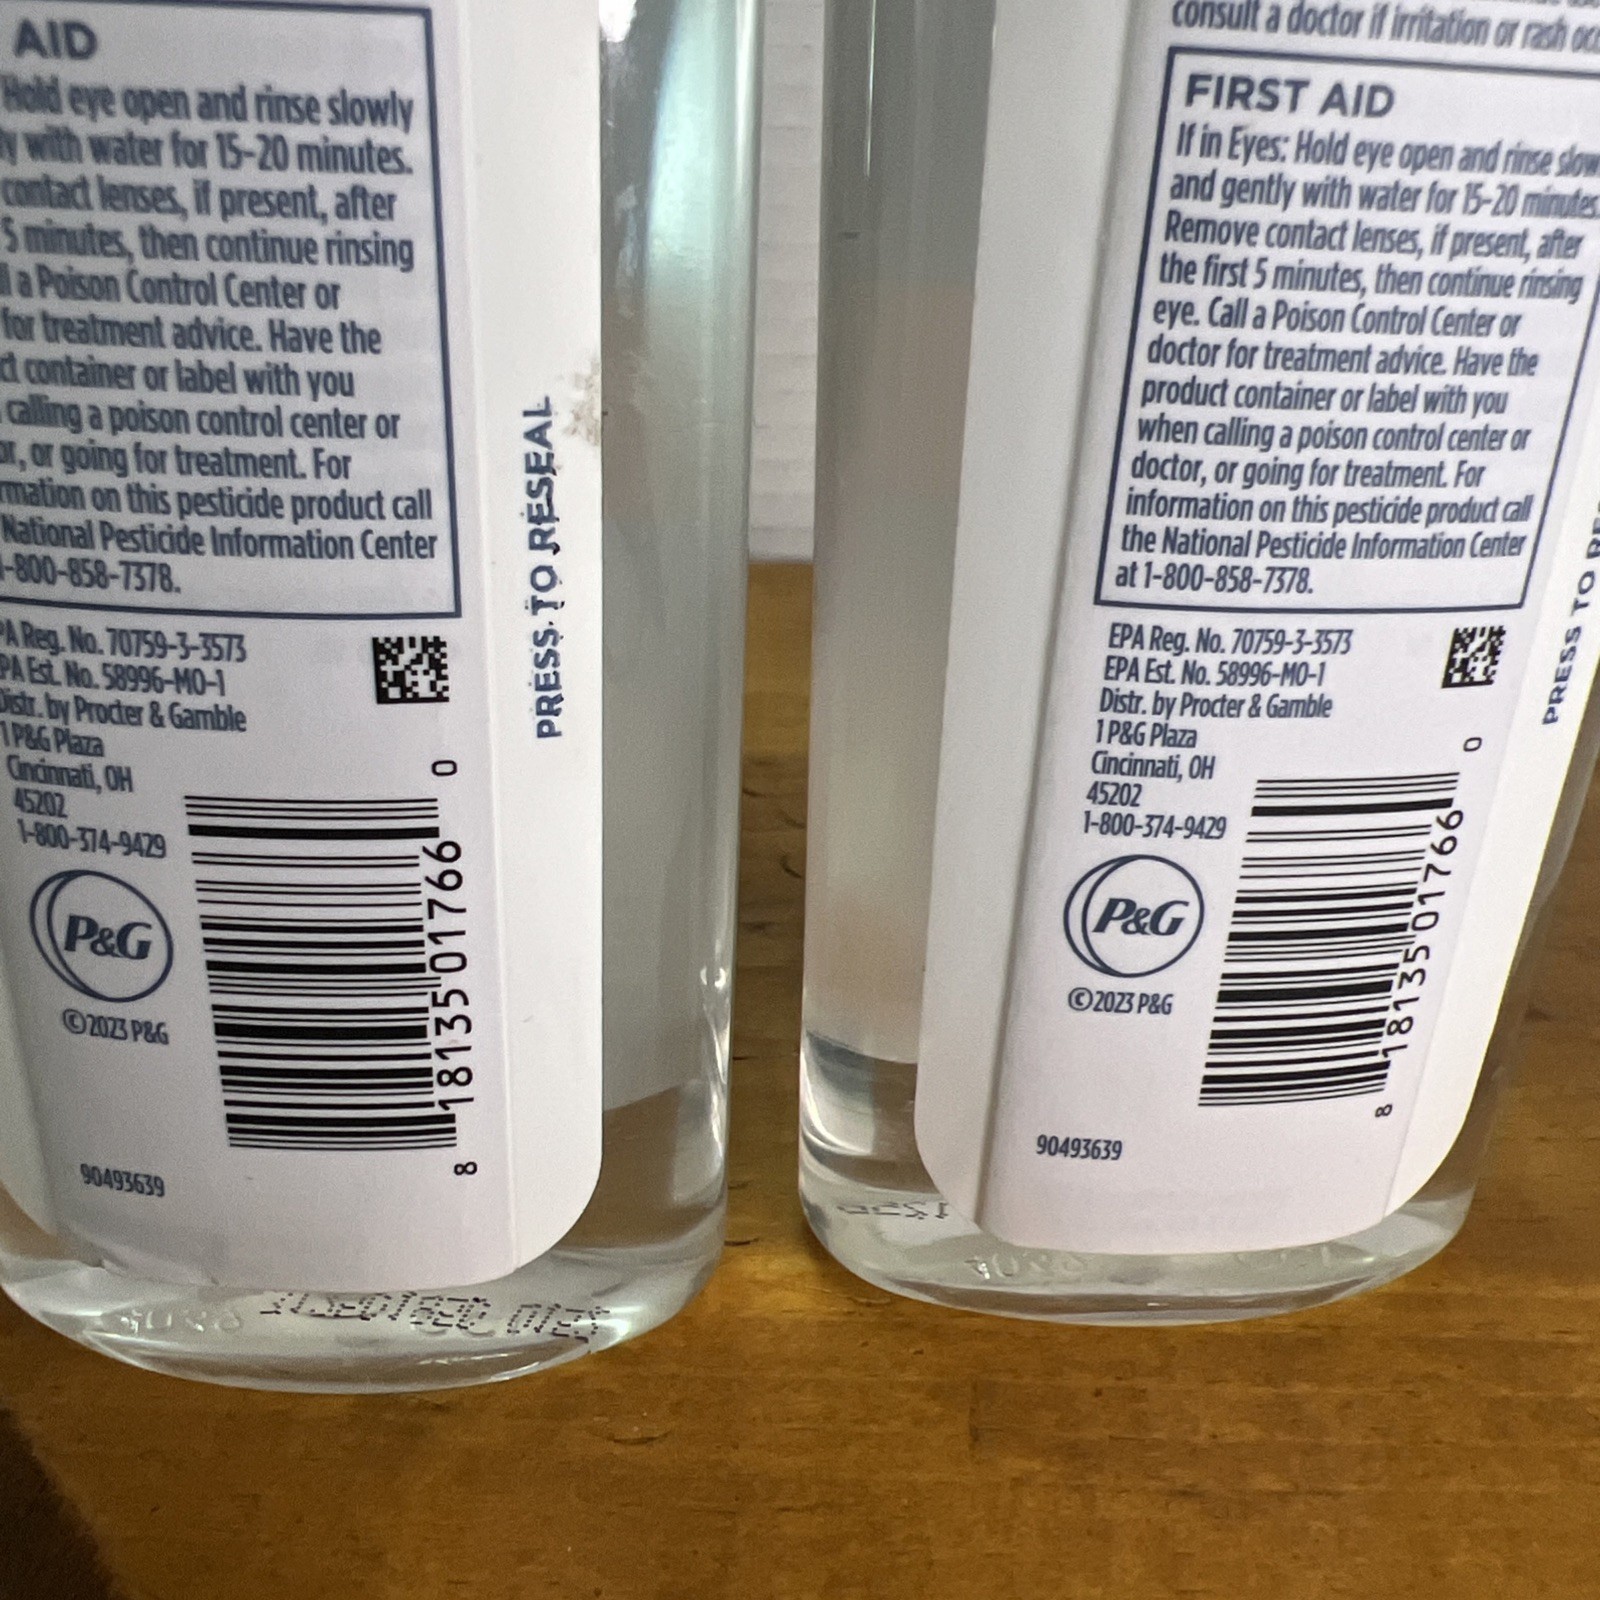 AID
Hold eye open and rinse slowly
with water for 15-20 minutes.
contact lenses, if present, after
5 minutes, then continue rinsing
a Poison Control Center or
for treatment advice. Have the
container or label with you
calling a poison control center or
or going for treatment. For
on this pesticide product call
National Pesticide Information Center
1-800-858-7378.
Reg. No. 70759-3-3573
Est. No. 58996-MO-1
Distr. by Procter & Gamble
1 P&G Plaza
Cincinnati, OH
45202
1-800-374-9429
P&G
©2023 P&G
90493639
8 18135 01766 0
PRESS TO RESEAL
consult a doctor if irritation or rash
FIRST AID
If in Eyes: Hold eye open and rinse
and gently with water for 15-20 minutes.
Remove contact lenses, if present, after
the first 5 minutes, then continue rinsing
eye. Call a Poison Control Center or
doctor for treatment advice. Have the
product container or label with you
when calling a poison control center or
doctor, or going for treatment. For
information on this pesticide product call
the National Pesticide Information Center
at 1-800-858-7378.
EPA Reg. No. 70759-3-3573
EPA Est. No. 58996-MO-1
Distr. by Procter & Gamble
1 P&G Plaza
Cincinnati, OH
45202
1-800-374-9429
P&G
©2023 P&G
90493639
8 18135 01766 0
PRESS TO